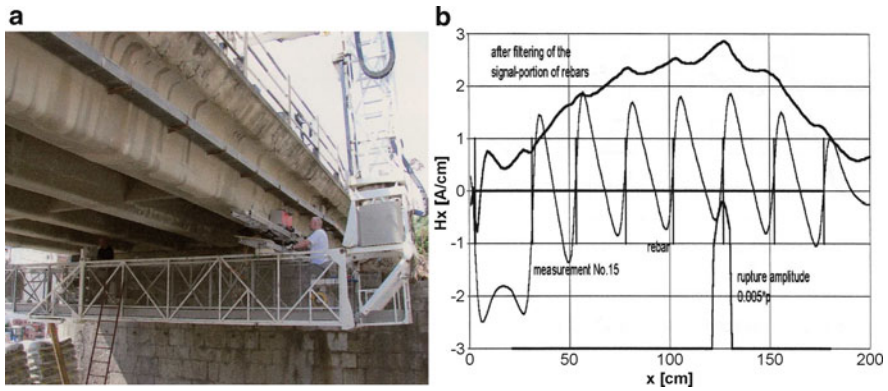 a
b
after filtering of the
signal-portion of rebars
Hx [A/cm]
3
2
1
0
-1
-2
-3
measurement No.15
rebar
rupture amplitude
0.005*p
0
50
100
150
200
x [cm]